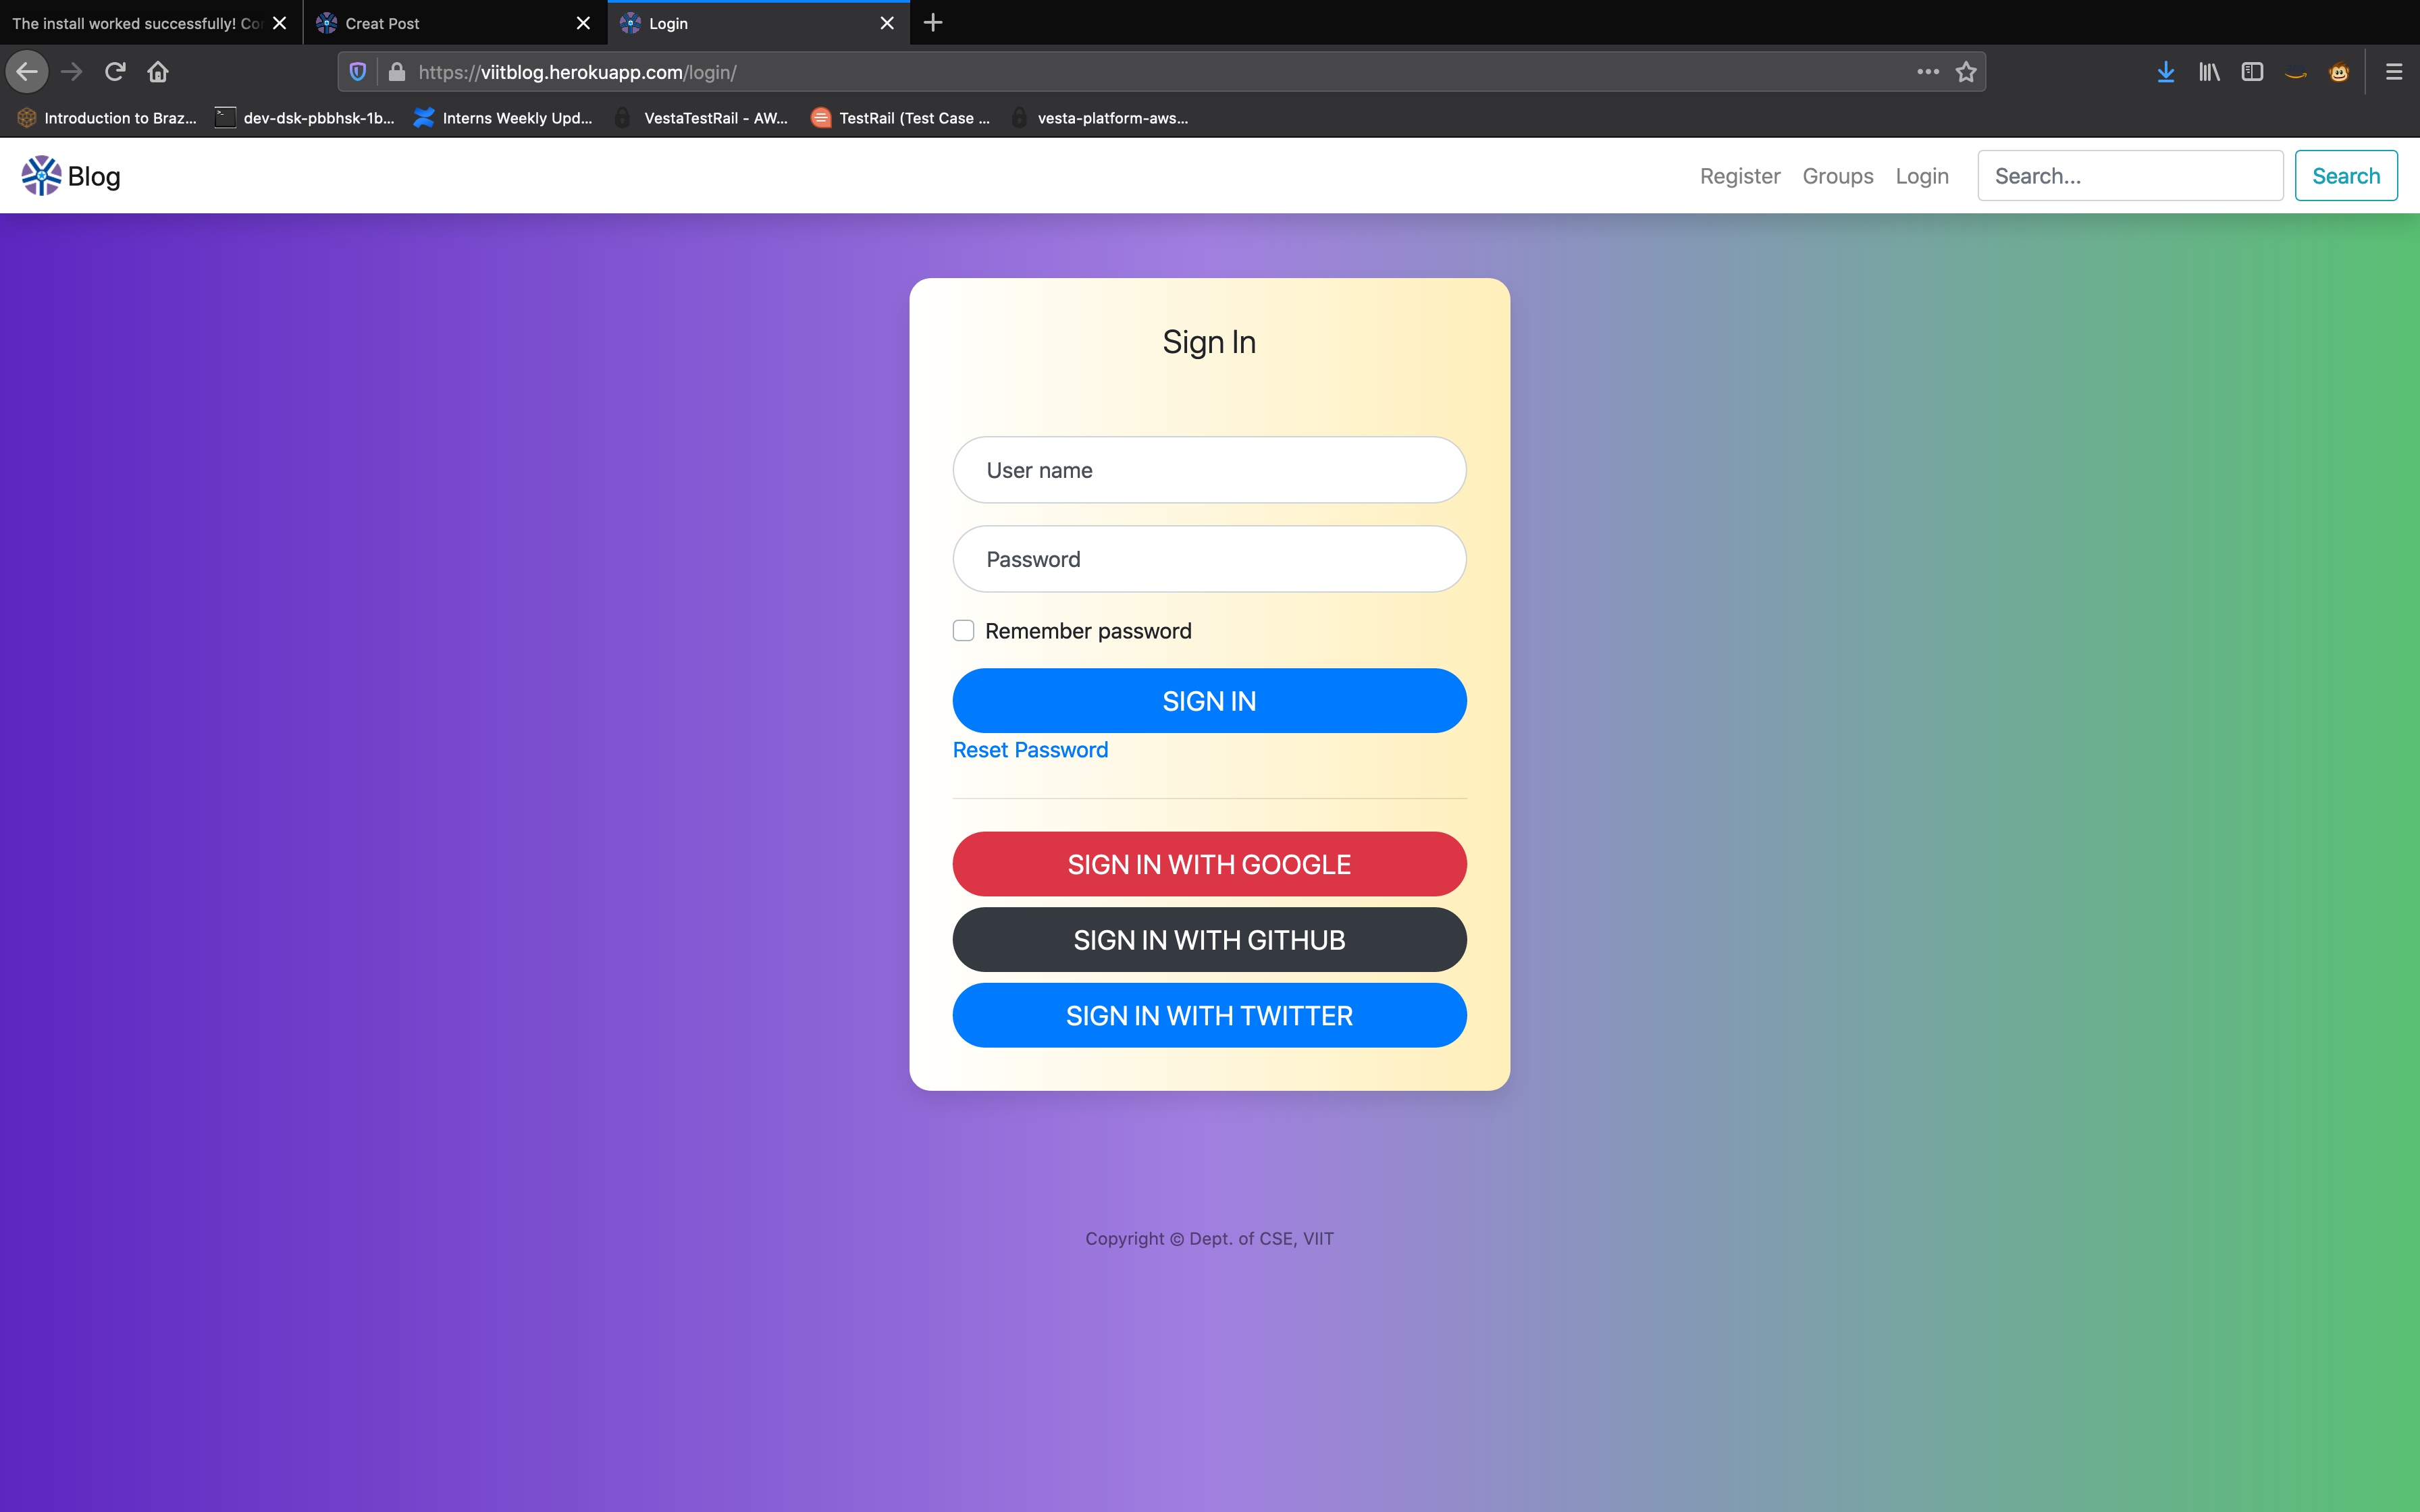 The install worked successfully! Co
Creat Post
Login
https://viitblog.herokuapp.com/login/
Introduction to Braz...
dev-dsk-pbbhsk-1b...
Interns Weekly Upd...
VestaTestRail - AW...
TestRail (Test Case ...
vesta-platform-aws...
Blog
Register
Groups
Login
Search...
Search
Sign In
User name
Password
Remember password
SIGN IN
Reset Password
SIGN IN WITH GOOGLE
SIGN IN WITH GITHUB
SIGN IN WITH TWITTER
Copyright © Dept. of CSE, VIIT